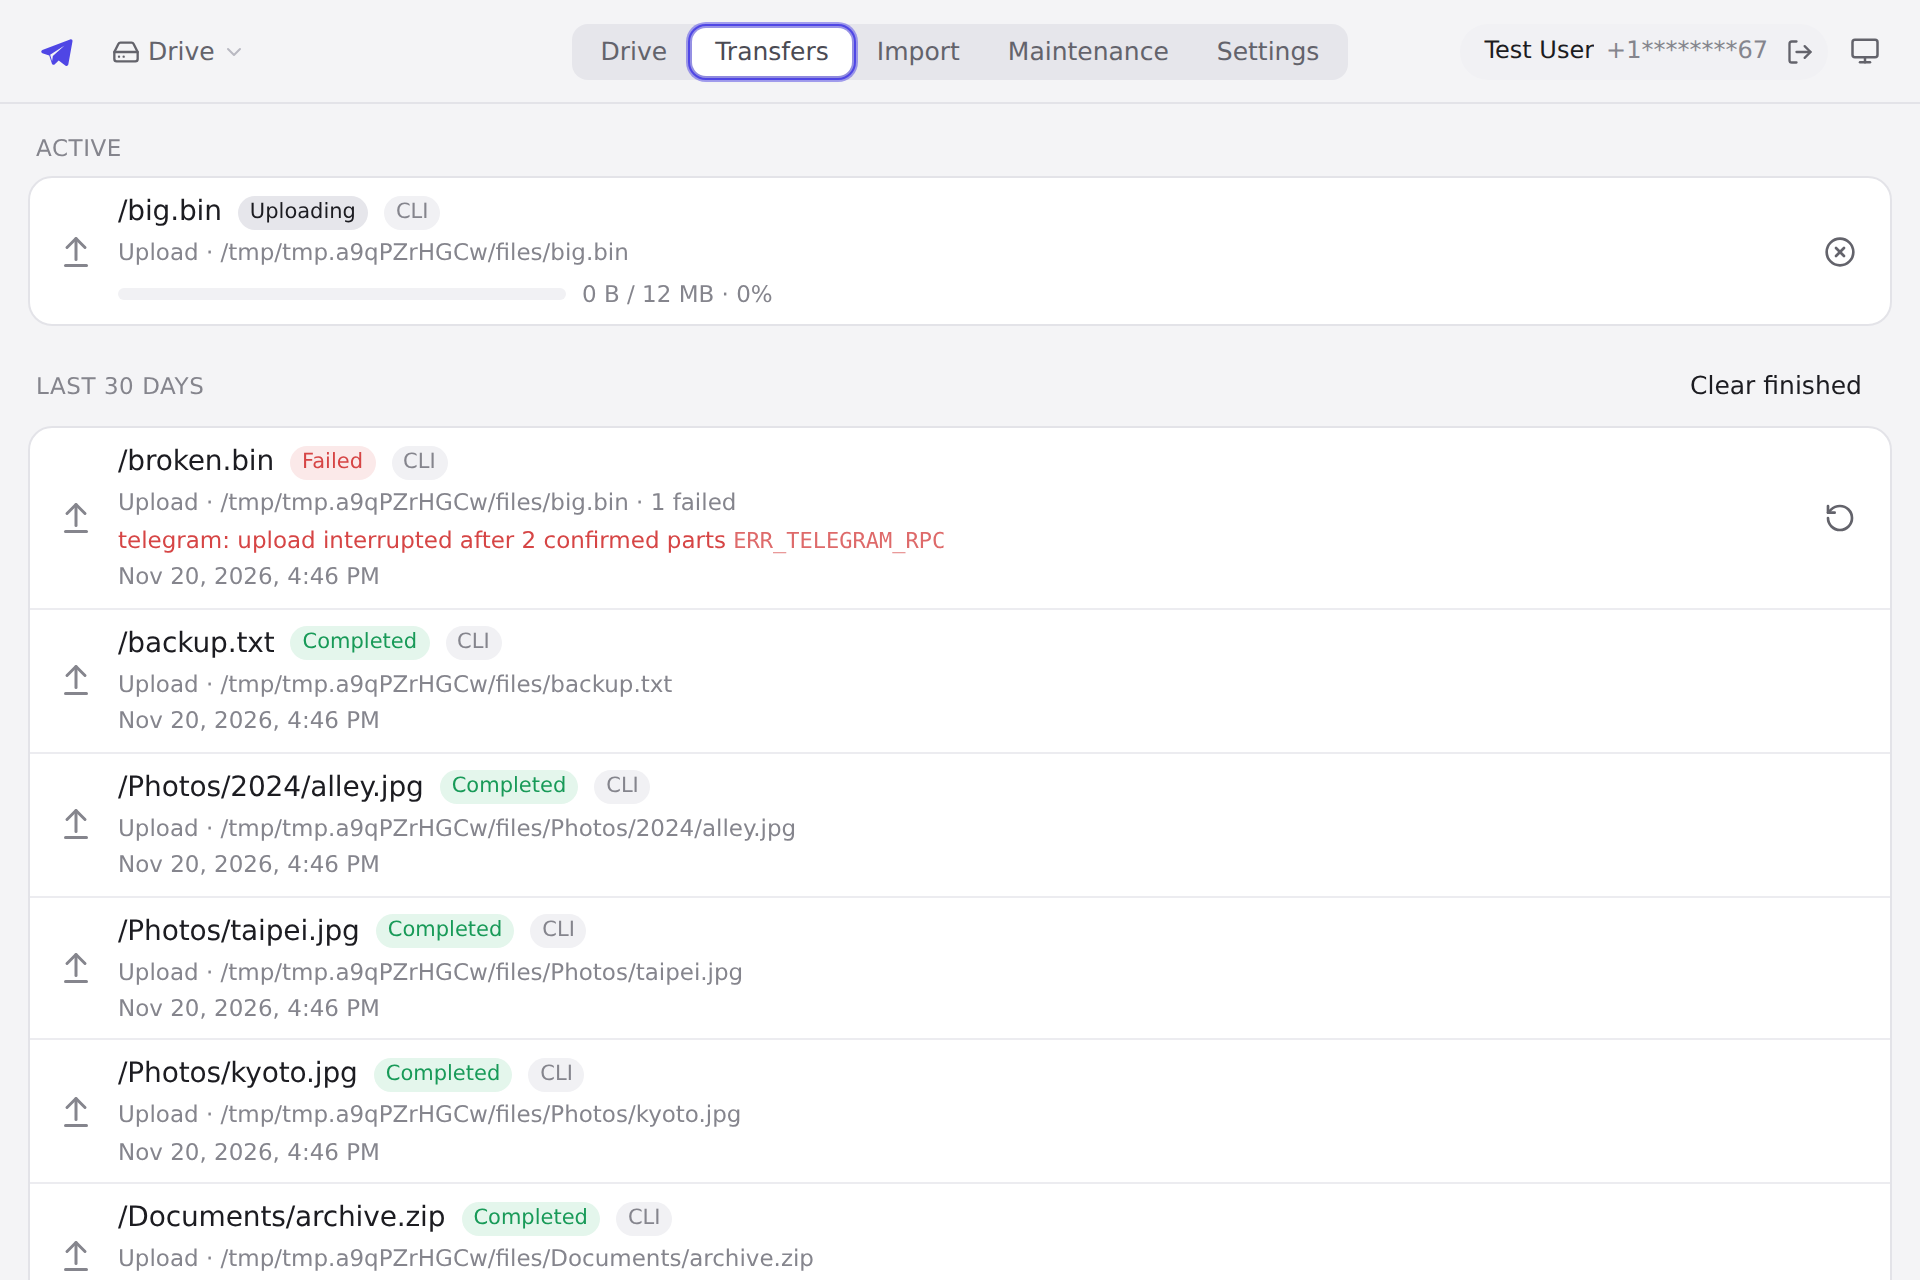 Drive
Drive Transfers Import Maintenance Settings
Test User +1********67
ACTIVE
/big.bin Uploading CLI
Upload · /tmp/tmp.a9qPZrHGCw/files/big.bin
0 B / 12 MB · 0%
LAST 30 DAYS Clear finished
/broken.bin Failed CLI
Upload · /tmp/tmp.a9qPZrHGCw/files/big.bin · 1 failed
telegram: upload interrupted after 2 confirmed parts ERR_TELEGRAM_RPC
Nov 20, 2026, 4:46 PM
/backup.txt Completed CLI
Upload · /tmp/tmp.a9qPZrHGCw/files/backup.txt
Nov 20, 2026, 4:46 PM
/Photos/2024/alley.jpg Completed CLI
Upload · /tmp/tmp.a9qPZrHGCw/files/Photos/2024/alley.jpg
Nov 20, 2026, 4:46 PM
/Photos/taipei.jpg Completed CLI
Upload · /tmp/tmp.a9qPZrHGCw/files/Photos/taipei.jpg
Nov 20, 2026, 4:46 PM
/Photos/kyoto.jpg Completed CLI
Upload · /tmp/tmp.a9qPZrHGCw/files/Photos/kyoto.jpg
Nov 20, 2026, 4:46 PM
/Documents/archive.zip Completed CLI
Upload · /tmp/tmp.a9qPZrHGCw/files/Documents/archive.zip